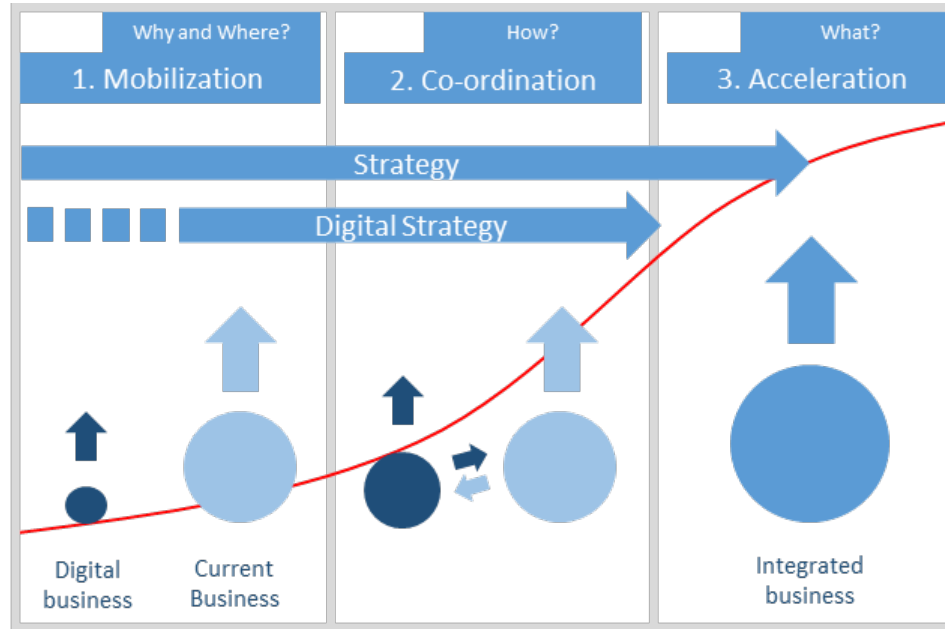 Why and Where?
1. Mobilization
How?
2. Co-ordination
What?
3. Acceleration
Strategy
Digital Strategy
Digital
business
Current
Business
Integrated
business